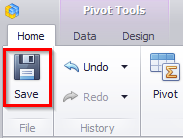 Pivot Tools
Home Data Design
Save
Undo
Redo
Pivot
File History